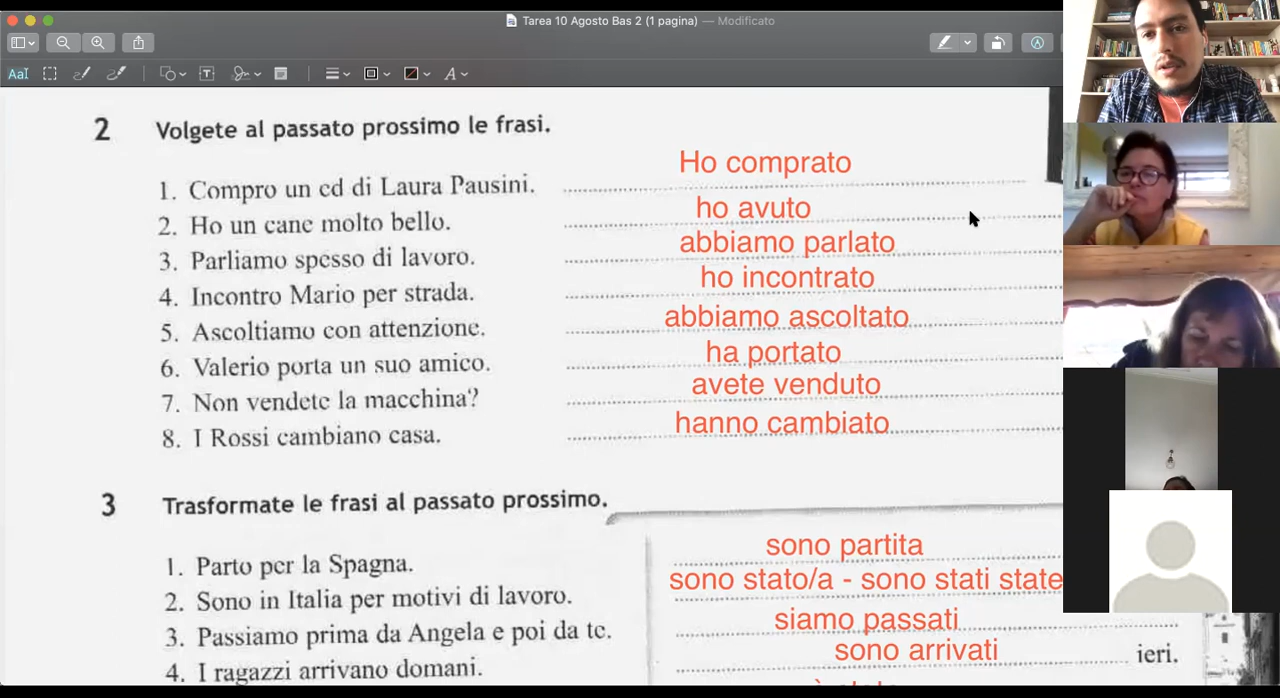 Tarea 10 Agosto Bas 2 (1 pagina) — Modificato
AaI
A
2 Volgete al passato prossimo le frasi.
1. Compro un cd di Laura Pausini. Ho comprato
2. Ho un cane molto bello. ho avuto
3. Parliamo spesso di lavoro. abbiamo parlato
4. Incontro Mario per strada. ho incontrato
5. Ascoltiamo con attenzione. abbiamo ascoltato
6. Valerio porta un suo amico. ha portato
7. Non vendete la macchina? avete venduto
8. I Rossi cambiano casa. hanno cambiato
3 Trasformate le frasi al passato prossimo.
1. Parto per la Spagna. sono partita
2. Sono in Italia per motivi di lavoro. sono stato/a - sono stati state
3. Passiamo prima da Angela e poi da te. siamo passati
4. I ragazzi arrivano domani. sono arrivati ieri.